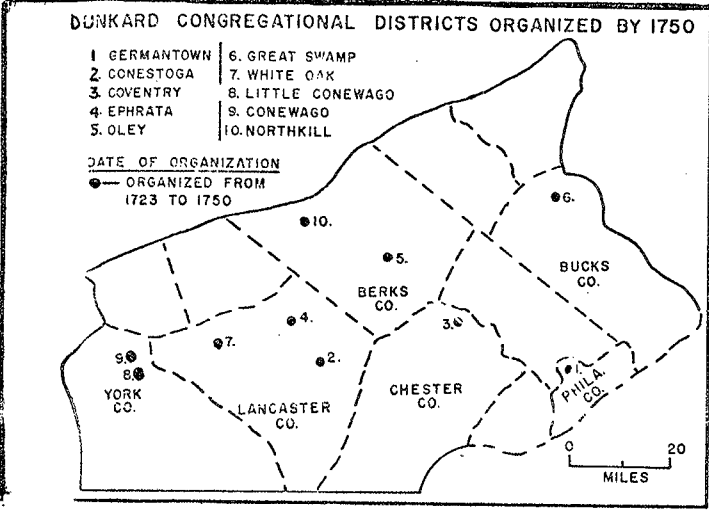 DUNKARD CONGREGATIONAL DISTRICTS ORGANIZED BY 1750
1 GERMANTOWN
2. CONESTOGA
3. COVENTRY
4. EPHRATA
5. OLEY
6. GREAT SWAMP
7. WHITE OAK
8. LITTLE CONEWAGO
9. CONEWAGO
10. NORTHKILL
DATE OF ORGANIZATION
— ORGANIZED FROM
1723 TO 1750
6.
10.
5.
BUCKS
CO.
BERKS
CO.
4.
3.
7.
9.
2.
8.
YORK
CO.
CHESTER
CO.
PHILA.
CO.
LANCASTER
CO.
0 20
MILES